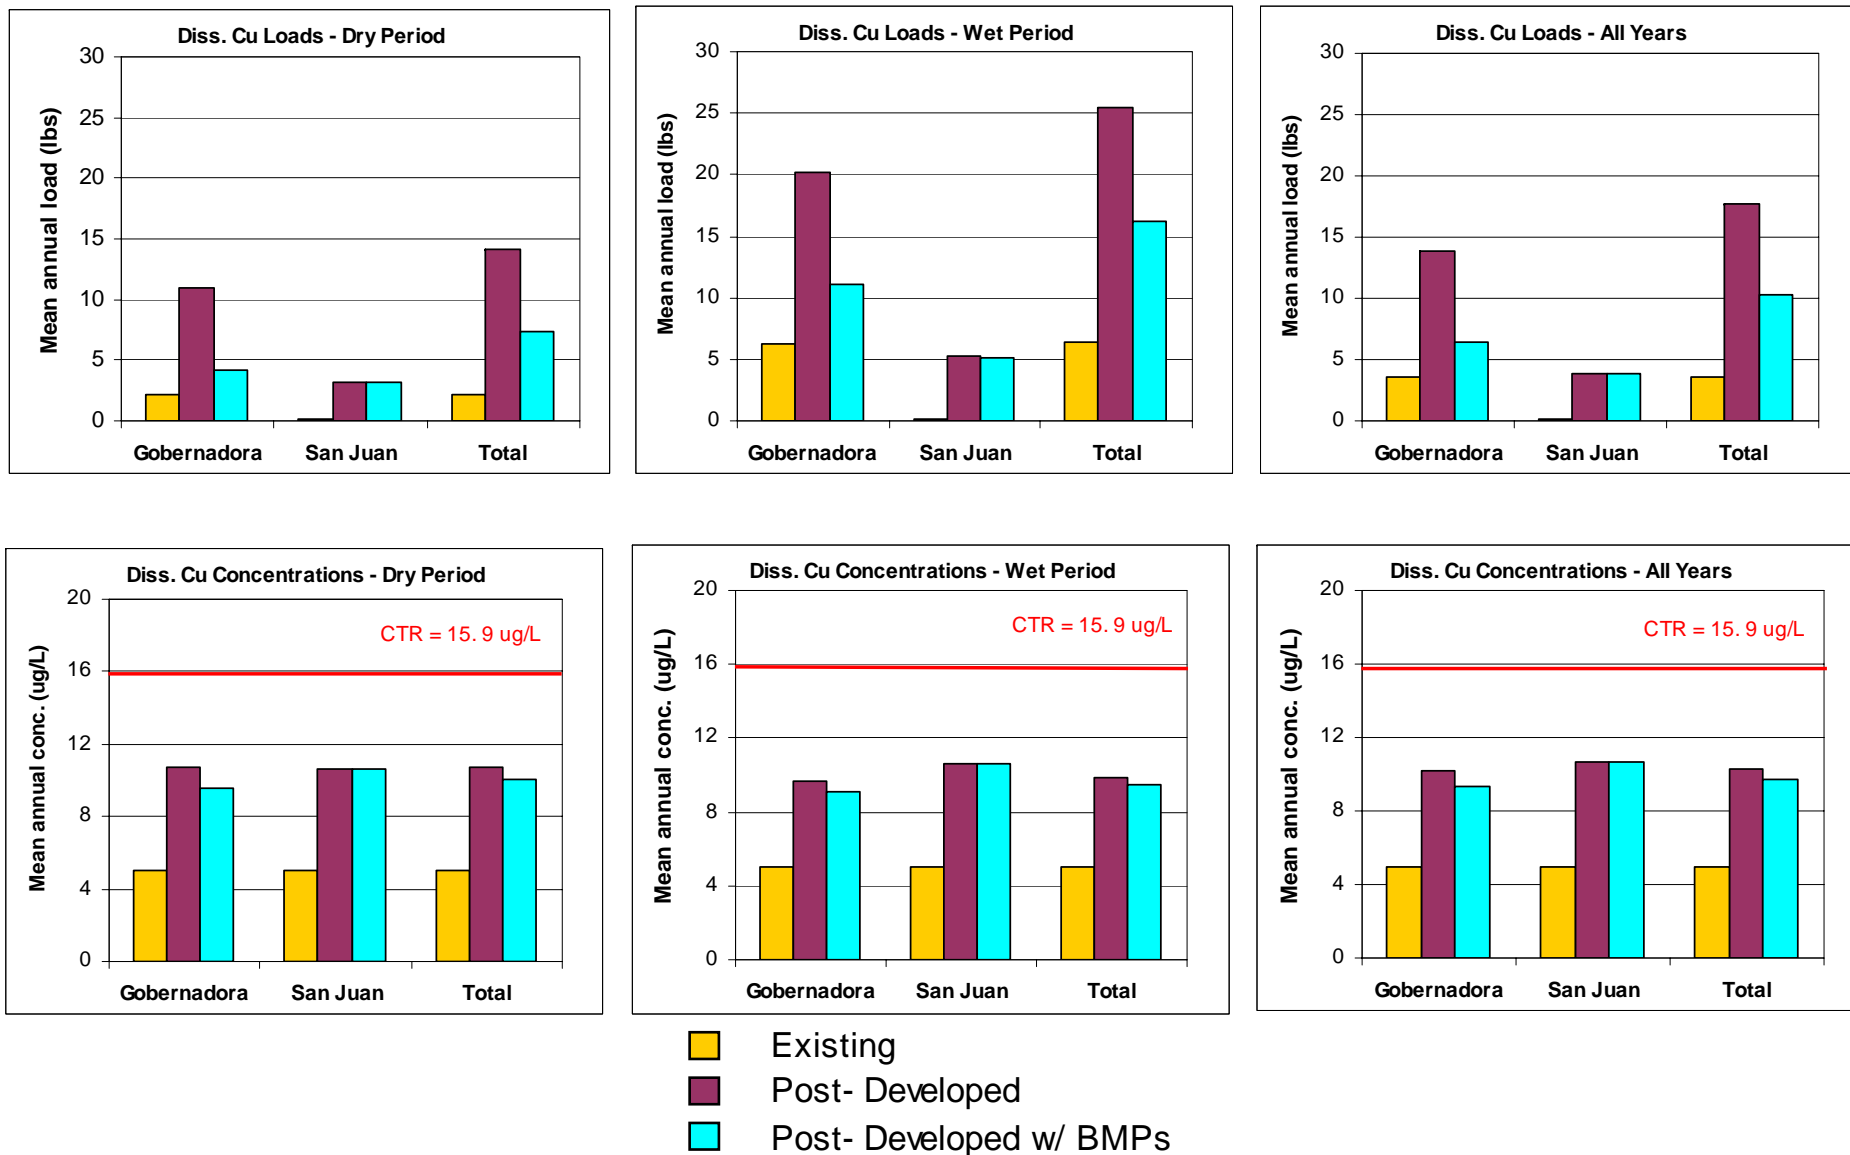 Diss. Cu Loads - Dry Period
Mean annual load (lbs)
30
25
20
15
10
5
0
Gobernadora San Juan Total
Diss. Cu Loads - Wet Period
Mean annual load (lbs)
30
25
20
15
10
5
0
Gobernadora San Juan Total
Diss. Cu Loads - All Years
Mean annual load (lbs)
30
25
20
15
10
5
0
Gobernadora San Juan Total
Diss. Cu Concentrations - Dry Period
Mean annual conc. (ug/L)
20
16
12
8
4
0
CTR = 15. 9 ug/L
Gobernadora San Juan Total
Diss. Cu Concentrations - Wet Period
Mean annual conc. (ug/L)
20
16
12
8
4
0
CTR = 15. 9 ug/L
Gobernadora San Juan Total
Diss. Cu Concentrations - All Years
Mean annual conc. (ug/L)
20
16
12
8
4
0
CTR = 15. 9 ug/L
Gobernadora San Juan Total
Existing
Post- Developed
Post- Developed w/ BMPs